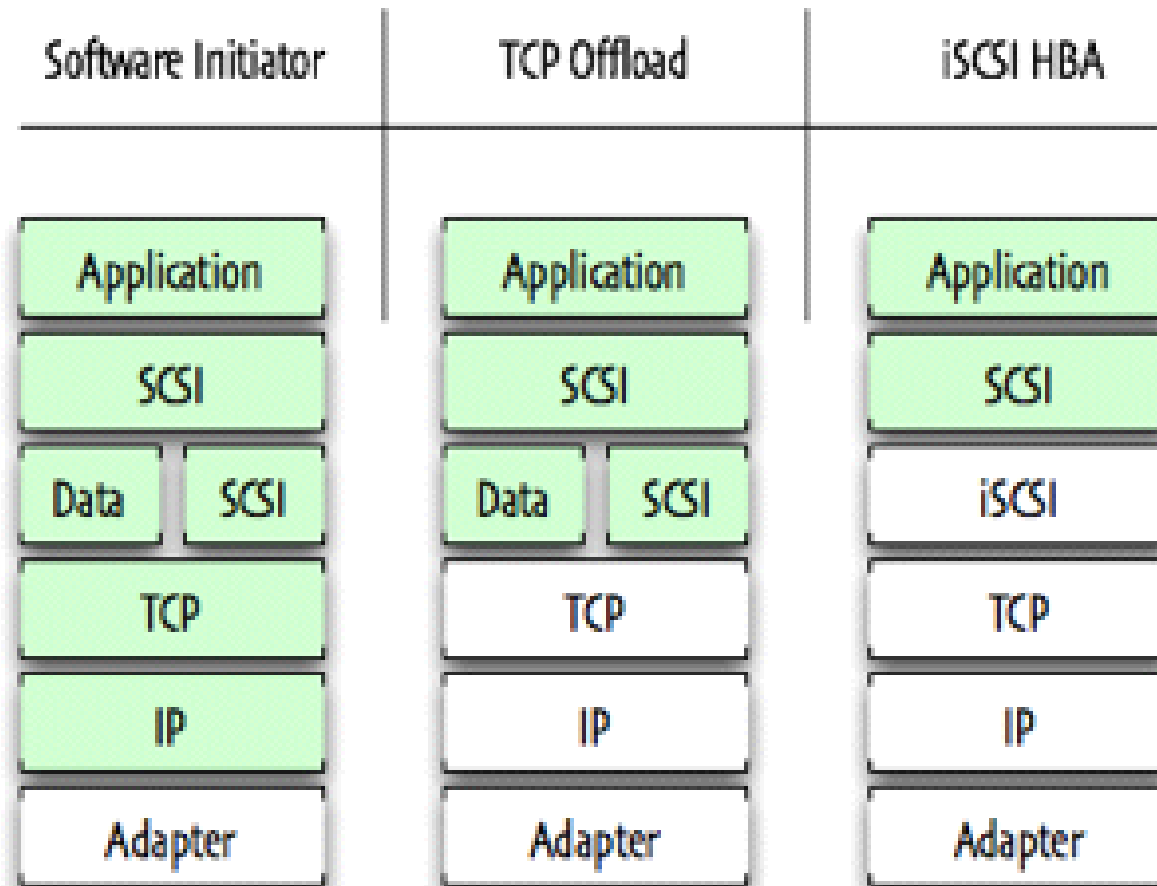 Software Initiator TCP Offload iSCSI HBA
Application Application Application
SCSI SCSI SCSI
Data SCSI Data SCSI iSCSI
TCP TCP TCP
IP IP IP
Adapter Adapter Adapter